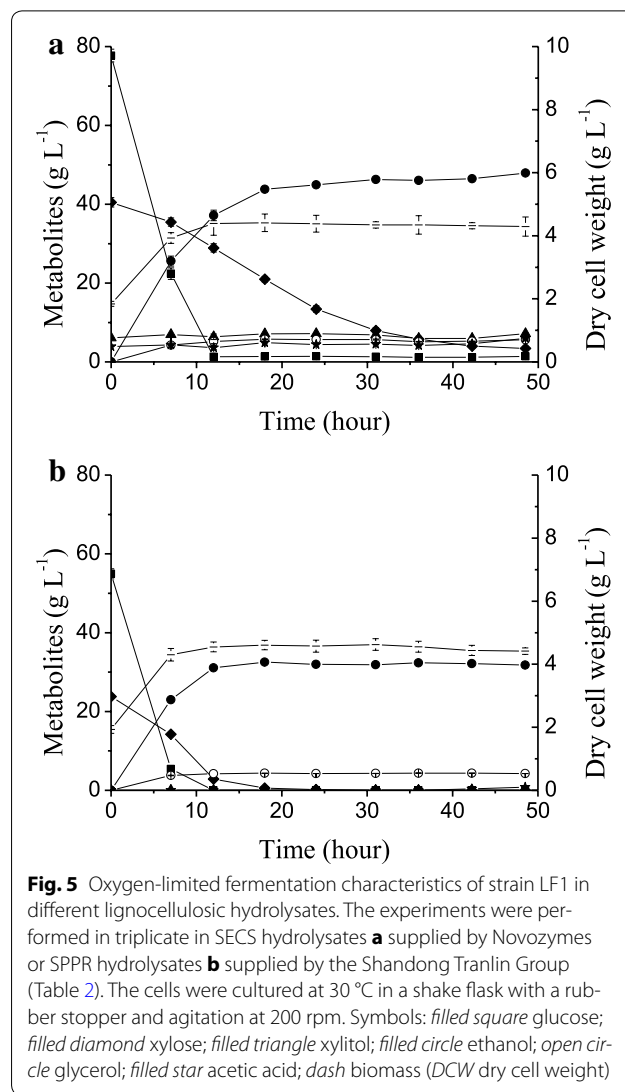 a
80
60
40
20
0
Metabolites (g L⁻¹)
10
8
6
4
2
0
Dry cell weight (g L⁻¹)
0 10 20 30 40 50
Time (hour)
b
80
60
40
20
0
Metabolites (g L⁻¹)
10
8
6
4
2
0
Dry cell weight (g L⁻¹)
0 10 20 30 40 50
Time (hour)
Fig. 5 Oxygen-limited fermentation characteristics of strain LF1 in
different lignocellulosic hydrolysates. The experiments were per-
formed in triplicate in SECS hydrolysates a supplied by Novozymes
or SPPR hydrolysates b supplied by the Shandong Tranlin Group
(Table 2). The cells were cultured at 30 °C in a shake flask with a rub-
ber stopper and agitation at 200 rpm. Symbols: filled square glucose;
filled diamond xylose; filled triangle xylitol; filled circle ethanol; open cir-
cle glycerol; filled star acetic acid; dash biomass (DCW dry cell weight)